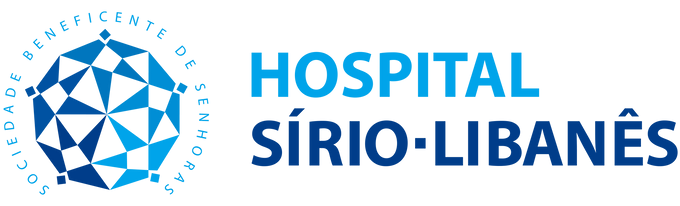 SOCIEDADE BENEFICENTE DE SENHORAS
HOSPITAL
SÍRIO·LIBANÊS